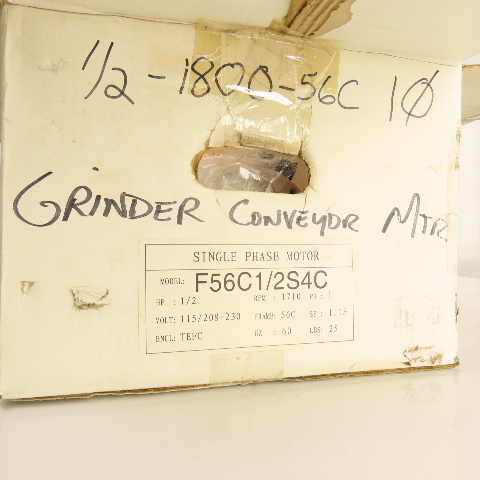 1/2 - 1800 - 56C 1Ø
GRINDER CONVEYOR MTR
SINGLE PHASE MOTOR
MODEL: F56C1/2S4C
HP : 1/2 RPM : 1710 PH : 1
VOLT: 115/208-230 FRAME: 56C SF: 1.15
ENCL: TEFC HZ : 60 LBS: 25